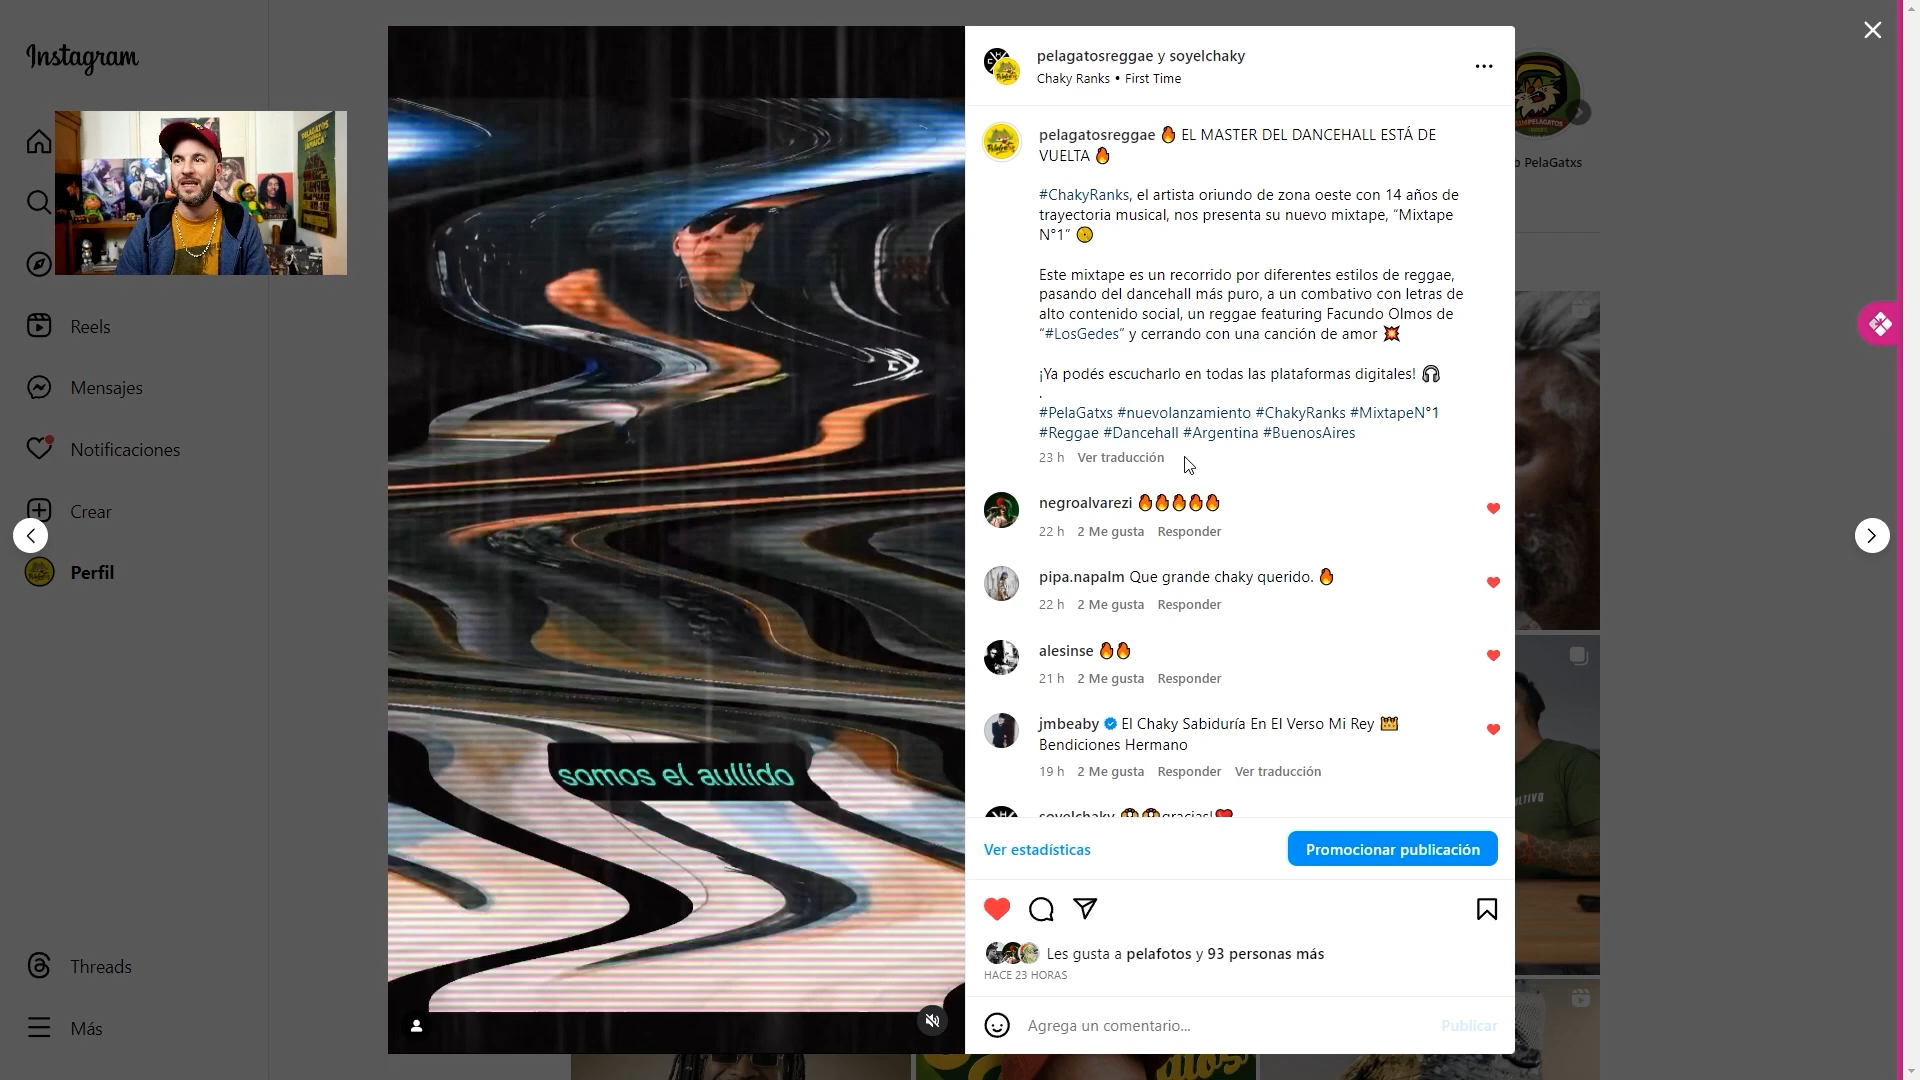 Instagram
Reels
Mensajes
Notificaciones
Crear
Perfil
Threads
Más
somos el aullido
pelagatosreggae y soyelchaky
Chaky Ranks • First Time
pelagatosreggae 🔥 EL MASTER DEL DANCEHALL ESTÁ DE
VUELTA 🔥
#ChakyRanks, el artista oriundo de zona oeste con 14 años de
trayectoria musical, nos presenta su nuevo mixtape, “Mixtape
N°1”
Este mixtape es un recorrido por diferentes estilos de reggae,
pasando del dancehall más puro, a un combativo con letras de
alto contenido social, un reggae featuring Facundo Olmos de
“#LosGedes” y cerrando con una canción de amor 💥
¡Ya podés escucharlo en todas las plataformas digitales! 🎧
.
#PelaGatxs #nuevolanzamiento #ChakyRanks #MixtapeN°1
#Reggae #Dancehall #Argentina #BuenosAires
23 h Ver traducción
negroalvarezi 🔥🔥🔥🔥🔥
22 h 2 Me gusta Responder
pipa.napalm Que grande chaky querido. 🔥
22 h 2 Me gusta Responder
alesinse 🔥🔥
21 h 2 Me gusta Responder
jmbeaby El Chaky Sabiduría En El Verso Mi Rey 👑
Bendiciones Hermano
19 h 2 Me gusta Responder Ver traducción
soyelchaky gracias!❤️
Ver estadísticas
Promocionar publicación
Les gusta a pelafotos y 93 personas más
HACE 23 HORAS
Agrega un comentario...
Publicar
PelaGatxs